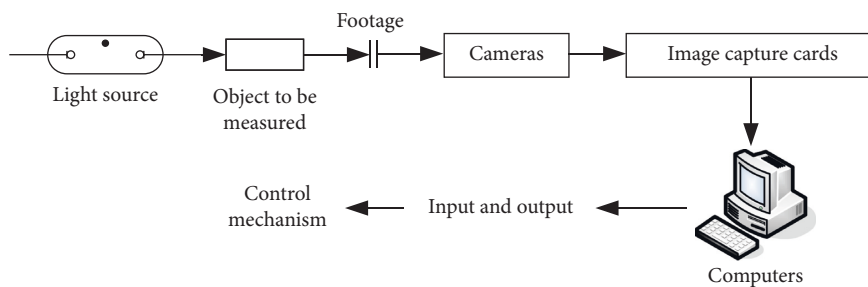 Footage
Light source
Object to be
measured
Cameras
Image capture cards
Control
mechanism
Input and output
Computers